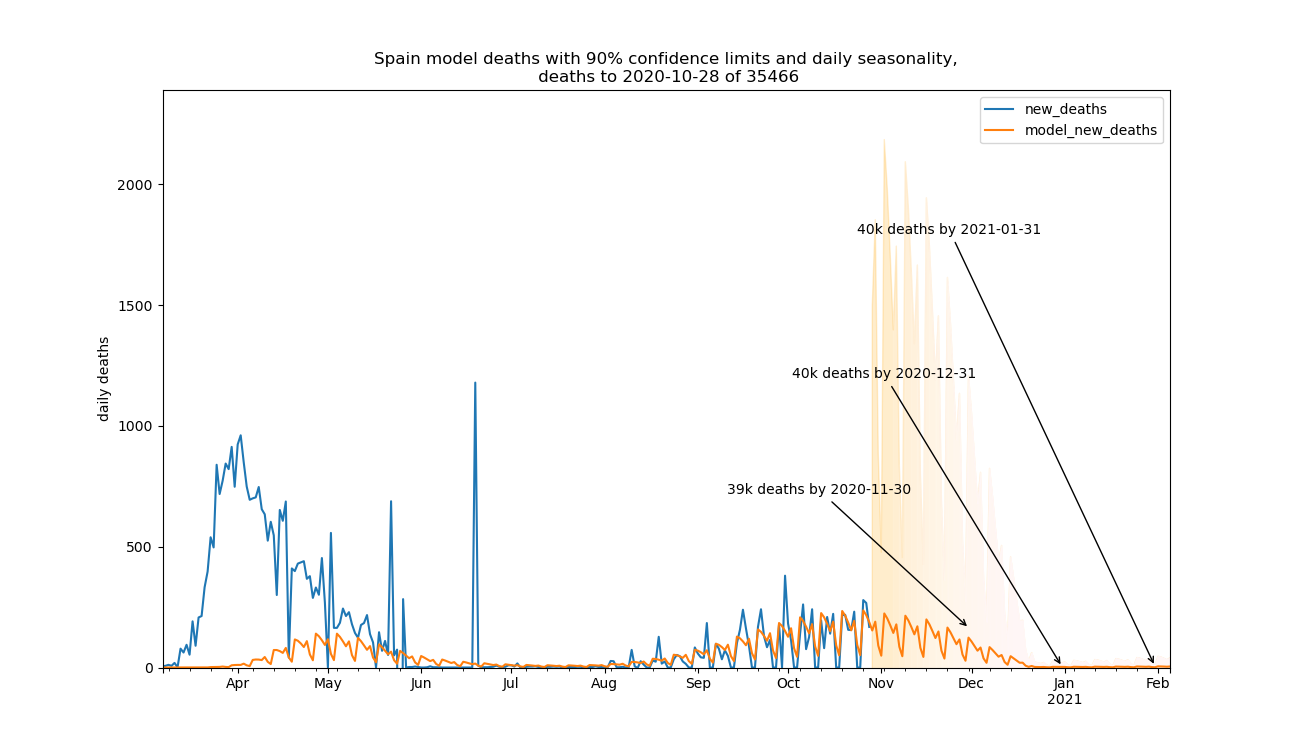 Spain model deaths with 90% confidence limits and daily seasonality,
deaths to 2020-10-28 of 35466
new_deaths
model_new_deaths
daily deaths
2000
1500
1000
500
0
40k deaths by 2021-01-31
40k deaths by 2020-12-31
39k deaths by 2020-11-30
Apr May Jun Jul Aug Sep Oct Nov Dec Jan Feb
2021